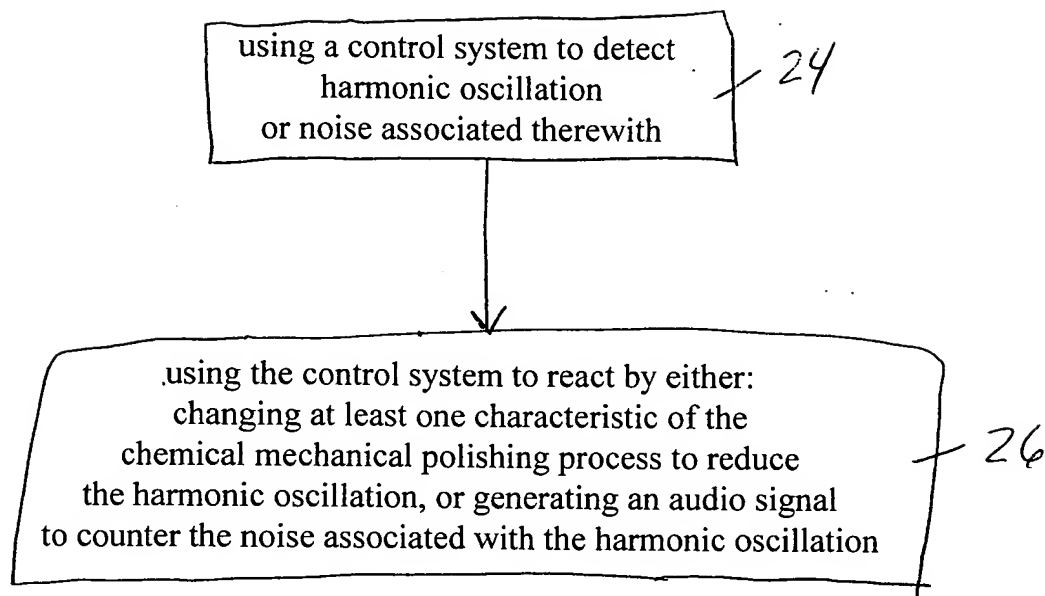 using a control system to detect
harmonic oscillation
or noise associated therewith
24
using the control system to react by either:
changing at least one characteristic of the
chemical mechanical polishing process to reduce
the harmonic oscillation, or generating an audio signal
to counter the noise associated with the harmonic oscillation
26